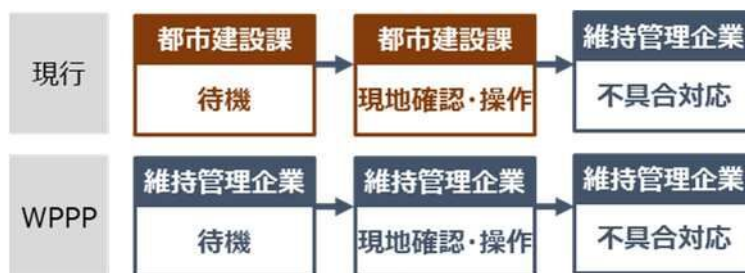 現行
都市建設課
待機
都市建設課
現地確認・操作
維持管理企業
不具合対応
WPPP
維持管理企業
待機
維持管理企業
現地確認・操作
維持管理企業
不具合対応